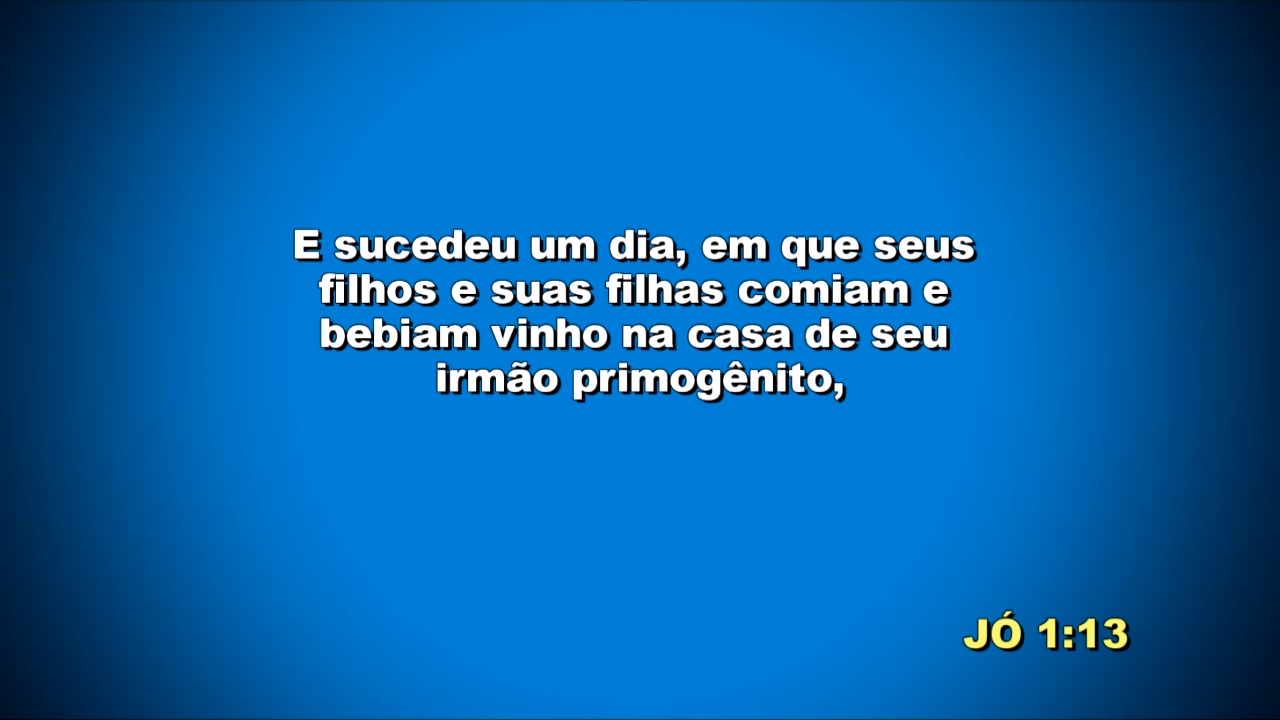 E sucedeu um dia, em que seus
filhos e suas filhas comiam e
bebiam vinho na casa de seu
irmão primogênito,
JÓ 1:13